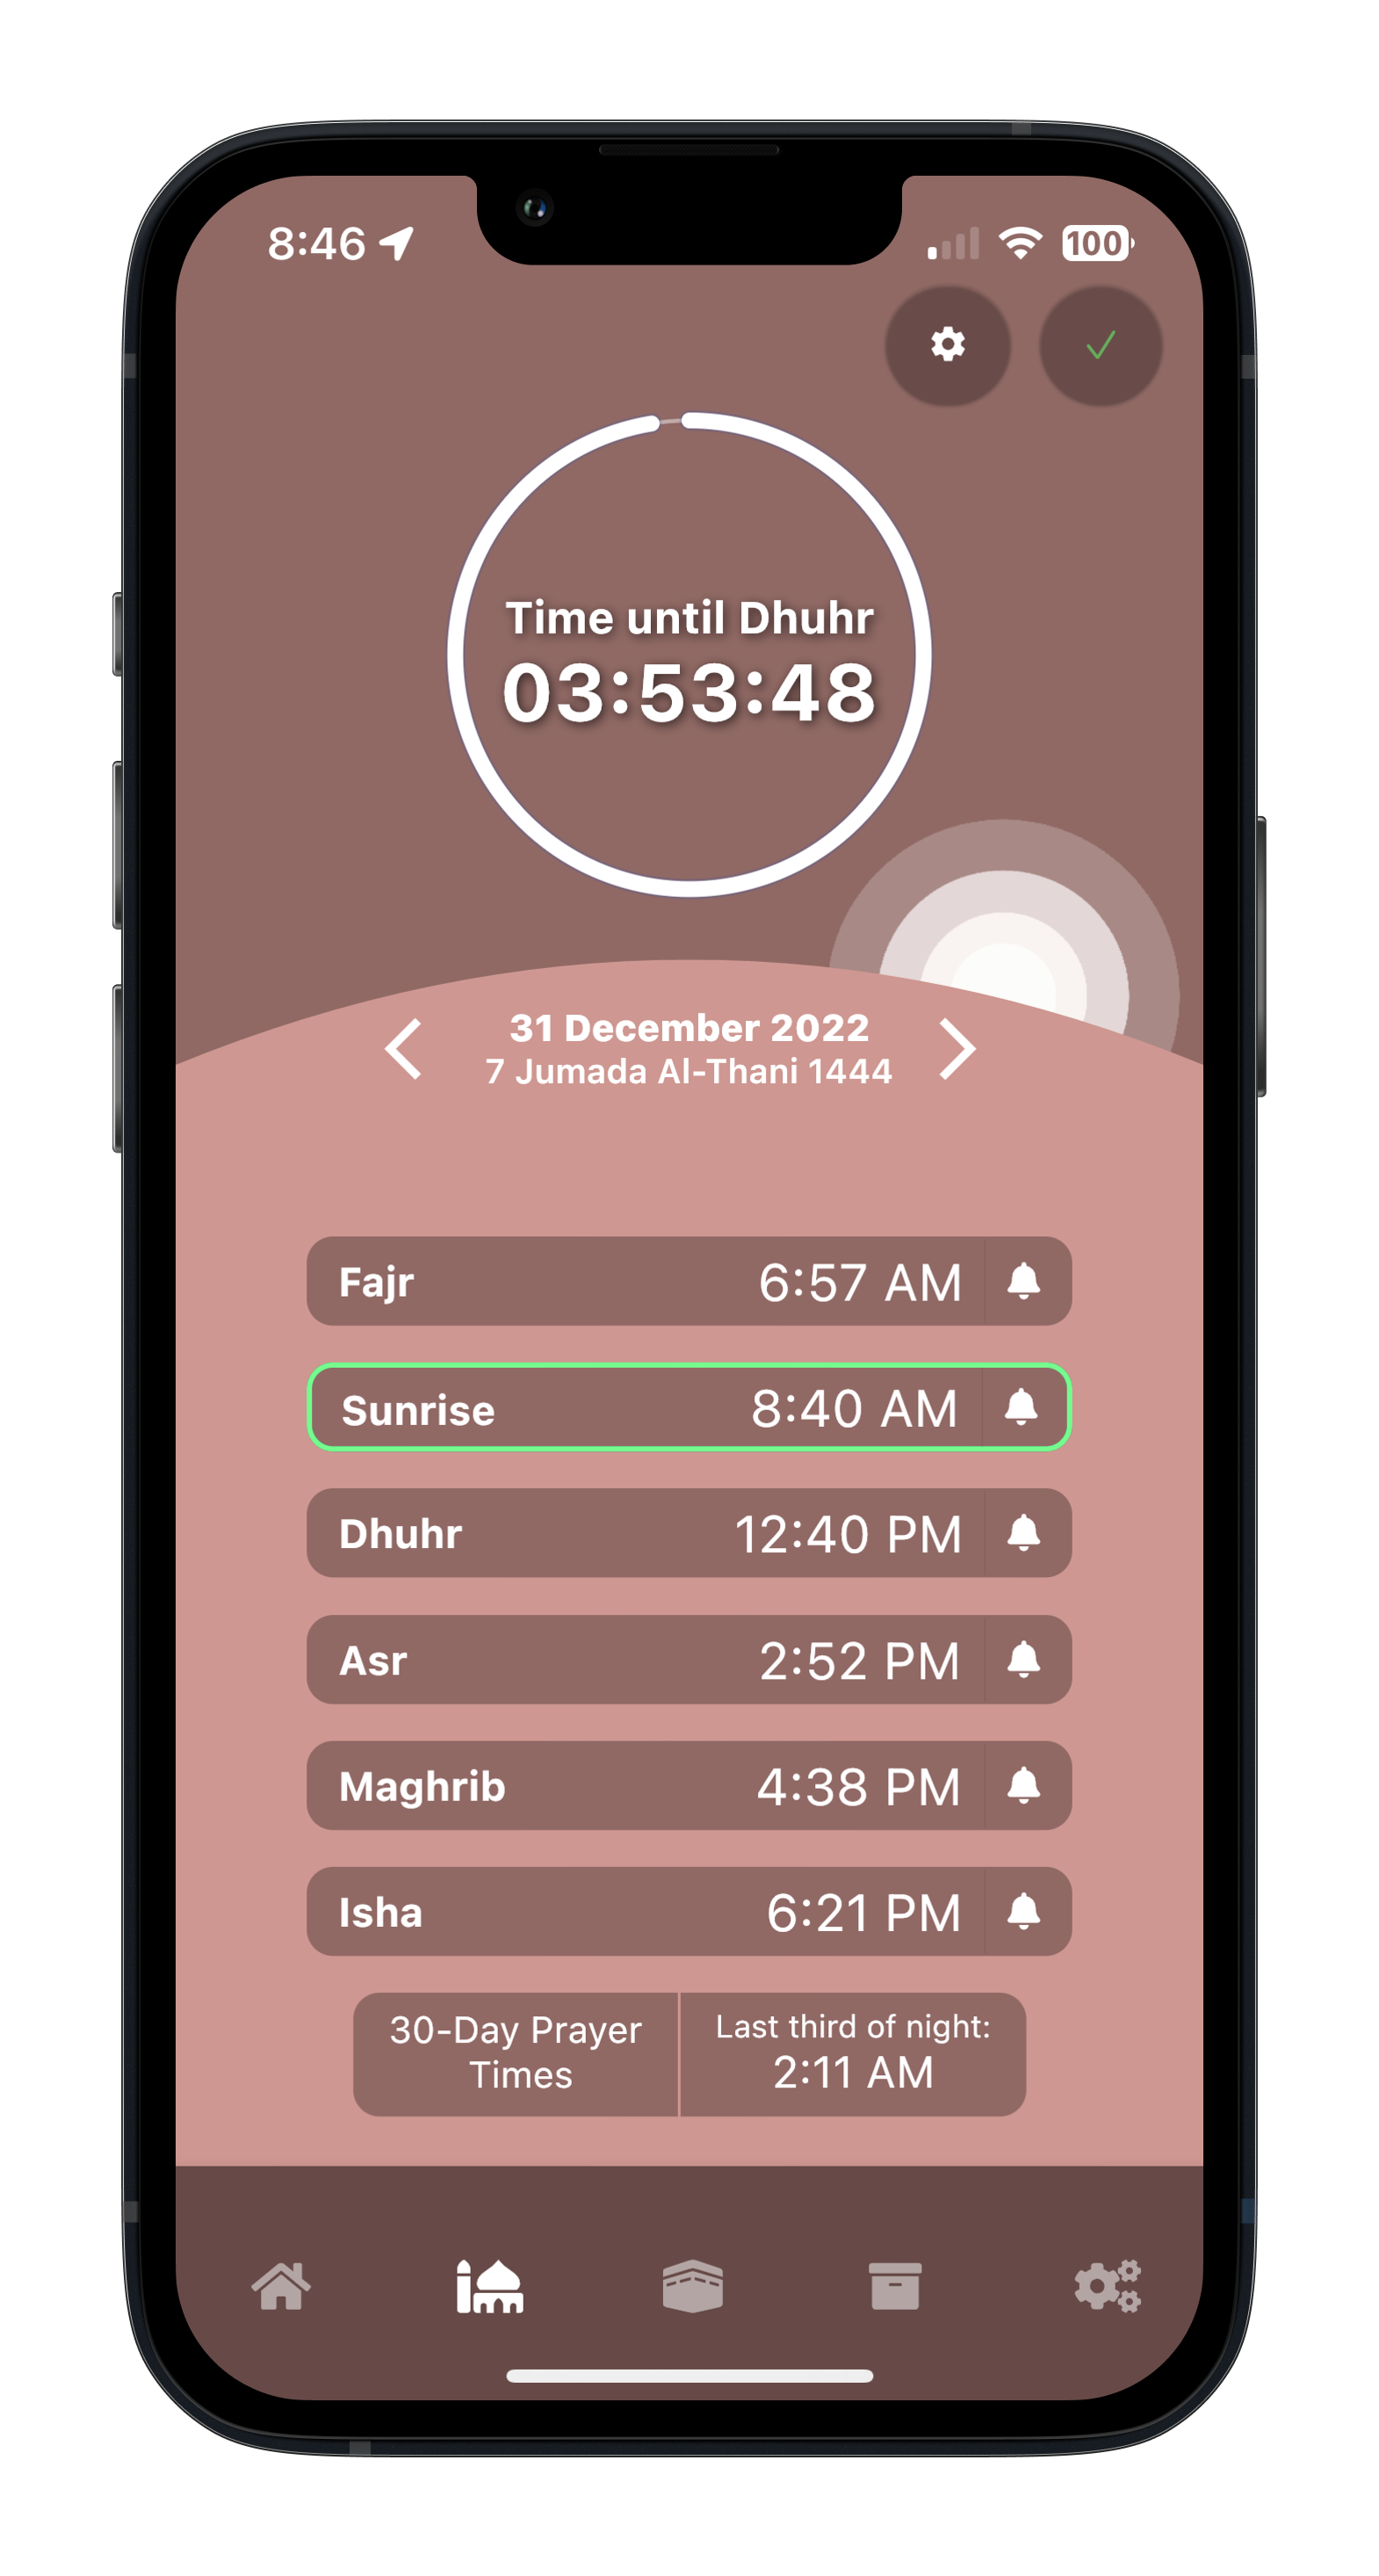 8:46
100
Time until Dhuhr
03:53:48
31 December 2022
7 Jumada Al-Thani 1444
Fajr 6:57 AM
Sunrise 8:40 AM
Dhuhr 12:40 PM
Asr 2:52 PM
Maghrib 4:38 PM
Isha 6:21 PM
30-Day Prayer
Times
Last third of night:
2:11 AM